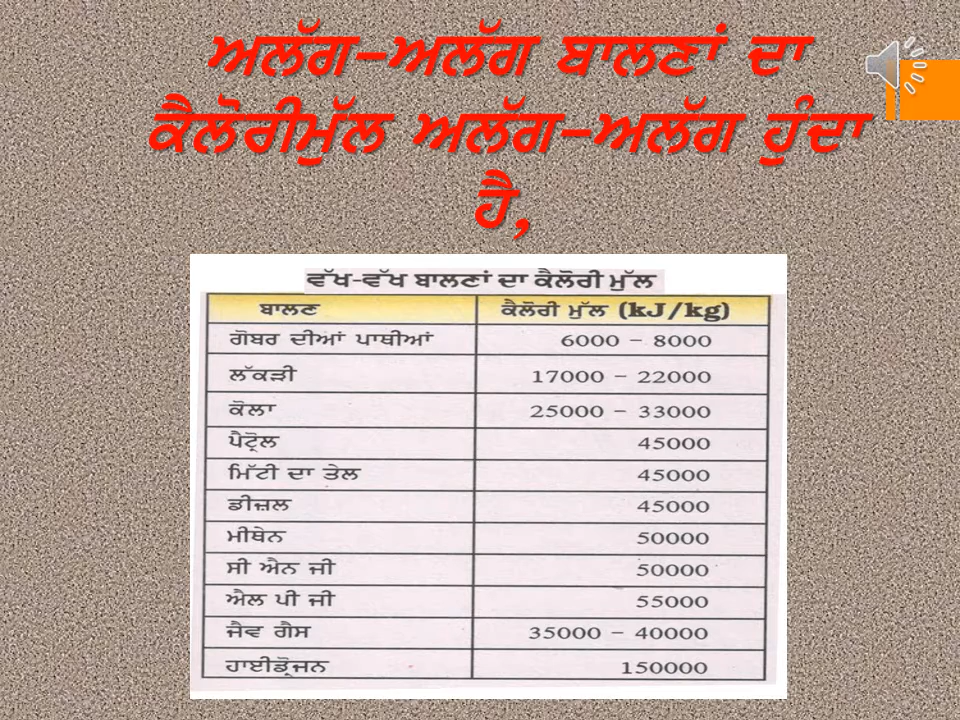 ਅਲੱਗ-ਅਲੱਗ ਬਾਲਣਾਂ ਦਾ
ਕੈਲੋਰੀਮੁੱਲ ਅਲੱਗ-ਅਲੱਗ ਹੁੰਦਾ
ਹੈ,
ਵੱਖ-ਵੱਖ ਬਾਲਣਾਂ ਦਾ ਕੈਲੋਰੀ ਮੁੱਲ
ਬਾਲਣ ਕੈਲੋਰੀ ਮੁੱਲ (kJ/kg)
ਗੋਬਰ ਦੀਆਂ ਪਾਥੀਆਂ 6000 - 8000
ਲੱਕੜੀ 17000 - 22000
ਕੋਲਾ 25000 - 33000
ਪੈਟ੍ਰੋਲ 45000
ਮਿੱਟੀ ਦਾ ਤੇਲ 45000
ਡੀਜ਼ਲ 45000
ਮੀਥੇਨ 50000
ਸੀ ਐਨ ਜੀ 50000
ਐਲ ਪੀ ਜੀ 55000
ਜੈਵ ਗੈਸ 35000 - 40000
ਹਾਈਡ੍ਰੋਜਨ 150000